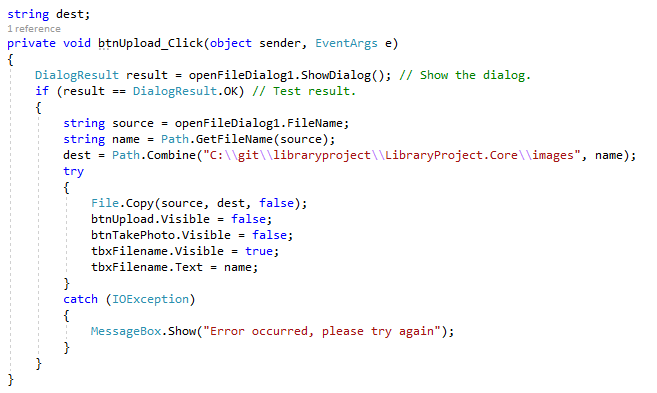 string dest;
1 reference
private void btnUpload_Click(object sender, EventArgs e)
{
    DialogResult result = openFileDialog1.ShowDialog(); // Show the dialog.
    if (result == DialogResult.OK) // Test result.
    {
        string source = openFileDialog1.FileName;
        string name = Path.GetFileName(source);
        dest = Path.Combine("C:\\git\\libraryproject\\LibraryProject.Core\\images", name);
        try
        {
            File.Copy(source, dest, false);
            btnUpload.Visible = false;
            btnTakePhoto.Visible = false;
            tbxFilename.Visible = true;
            tbxFilename.Text = name;
        }
        catch (IOException)
        {
            MessageBox.Show("Error occurred, please try again");
        }
    }
}